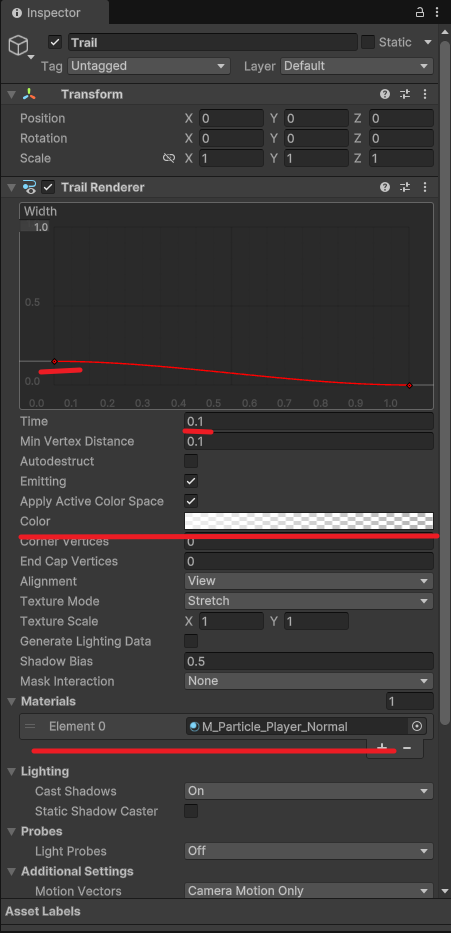 Inspector
Trail Static
Tag Untagged Layer Default
Transform
Position X 0 Y 0 Z 0
Rotation X 0 Y 0 Z 0
Scale X 1 Y 1 Z 1
Trail Renderer
Width
1.0
0.5
0.0
0.0 0.1 0.2 0.3 0.4 0.5 0.6 0.7 0.8 0.9 1.0
Time 0.1
Min Vertex Distance 0.1
Autodestruct
Emitting
Apply Active Color Space
Color
Corner Vertices 0
End Cap Vertices 0
Alignment View
Texture Mode Stretch
Texture Scale X 1 Y 1
Generate Lighting Data
Shadow Bias 0.5
Mask Interaction None
Materials 1
Element 0 M_Particle_Player_Normal
Lighting
Cast Shadows On
Static Shadow Caster
Probes
Light Probes Off
Additional Settings
Motion Vectors Camera Motion Only
Asset Labels